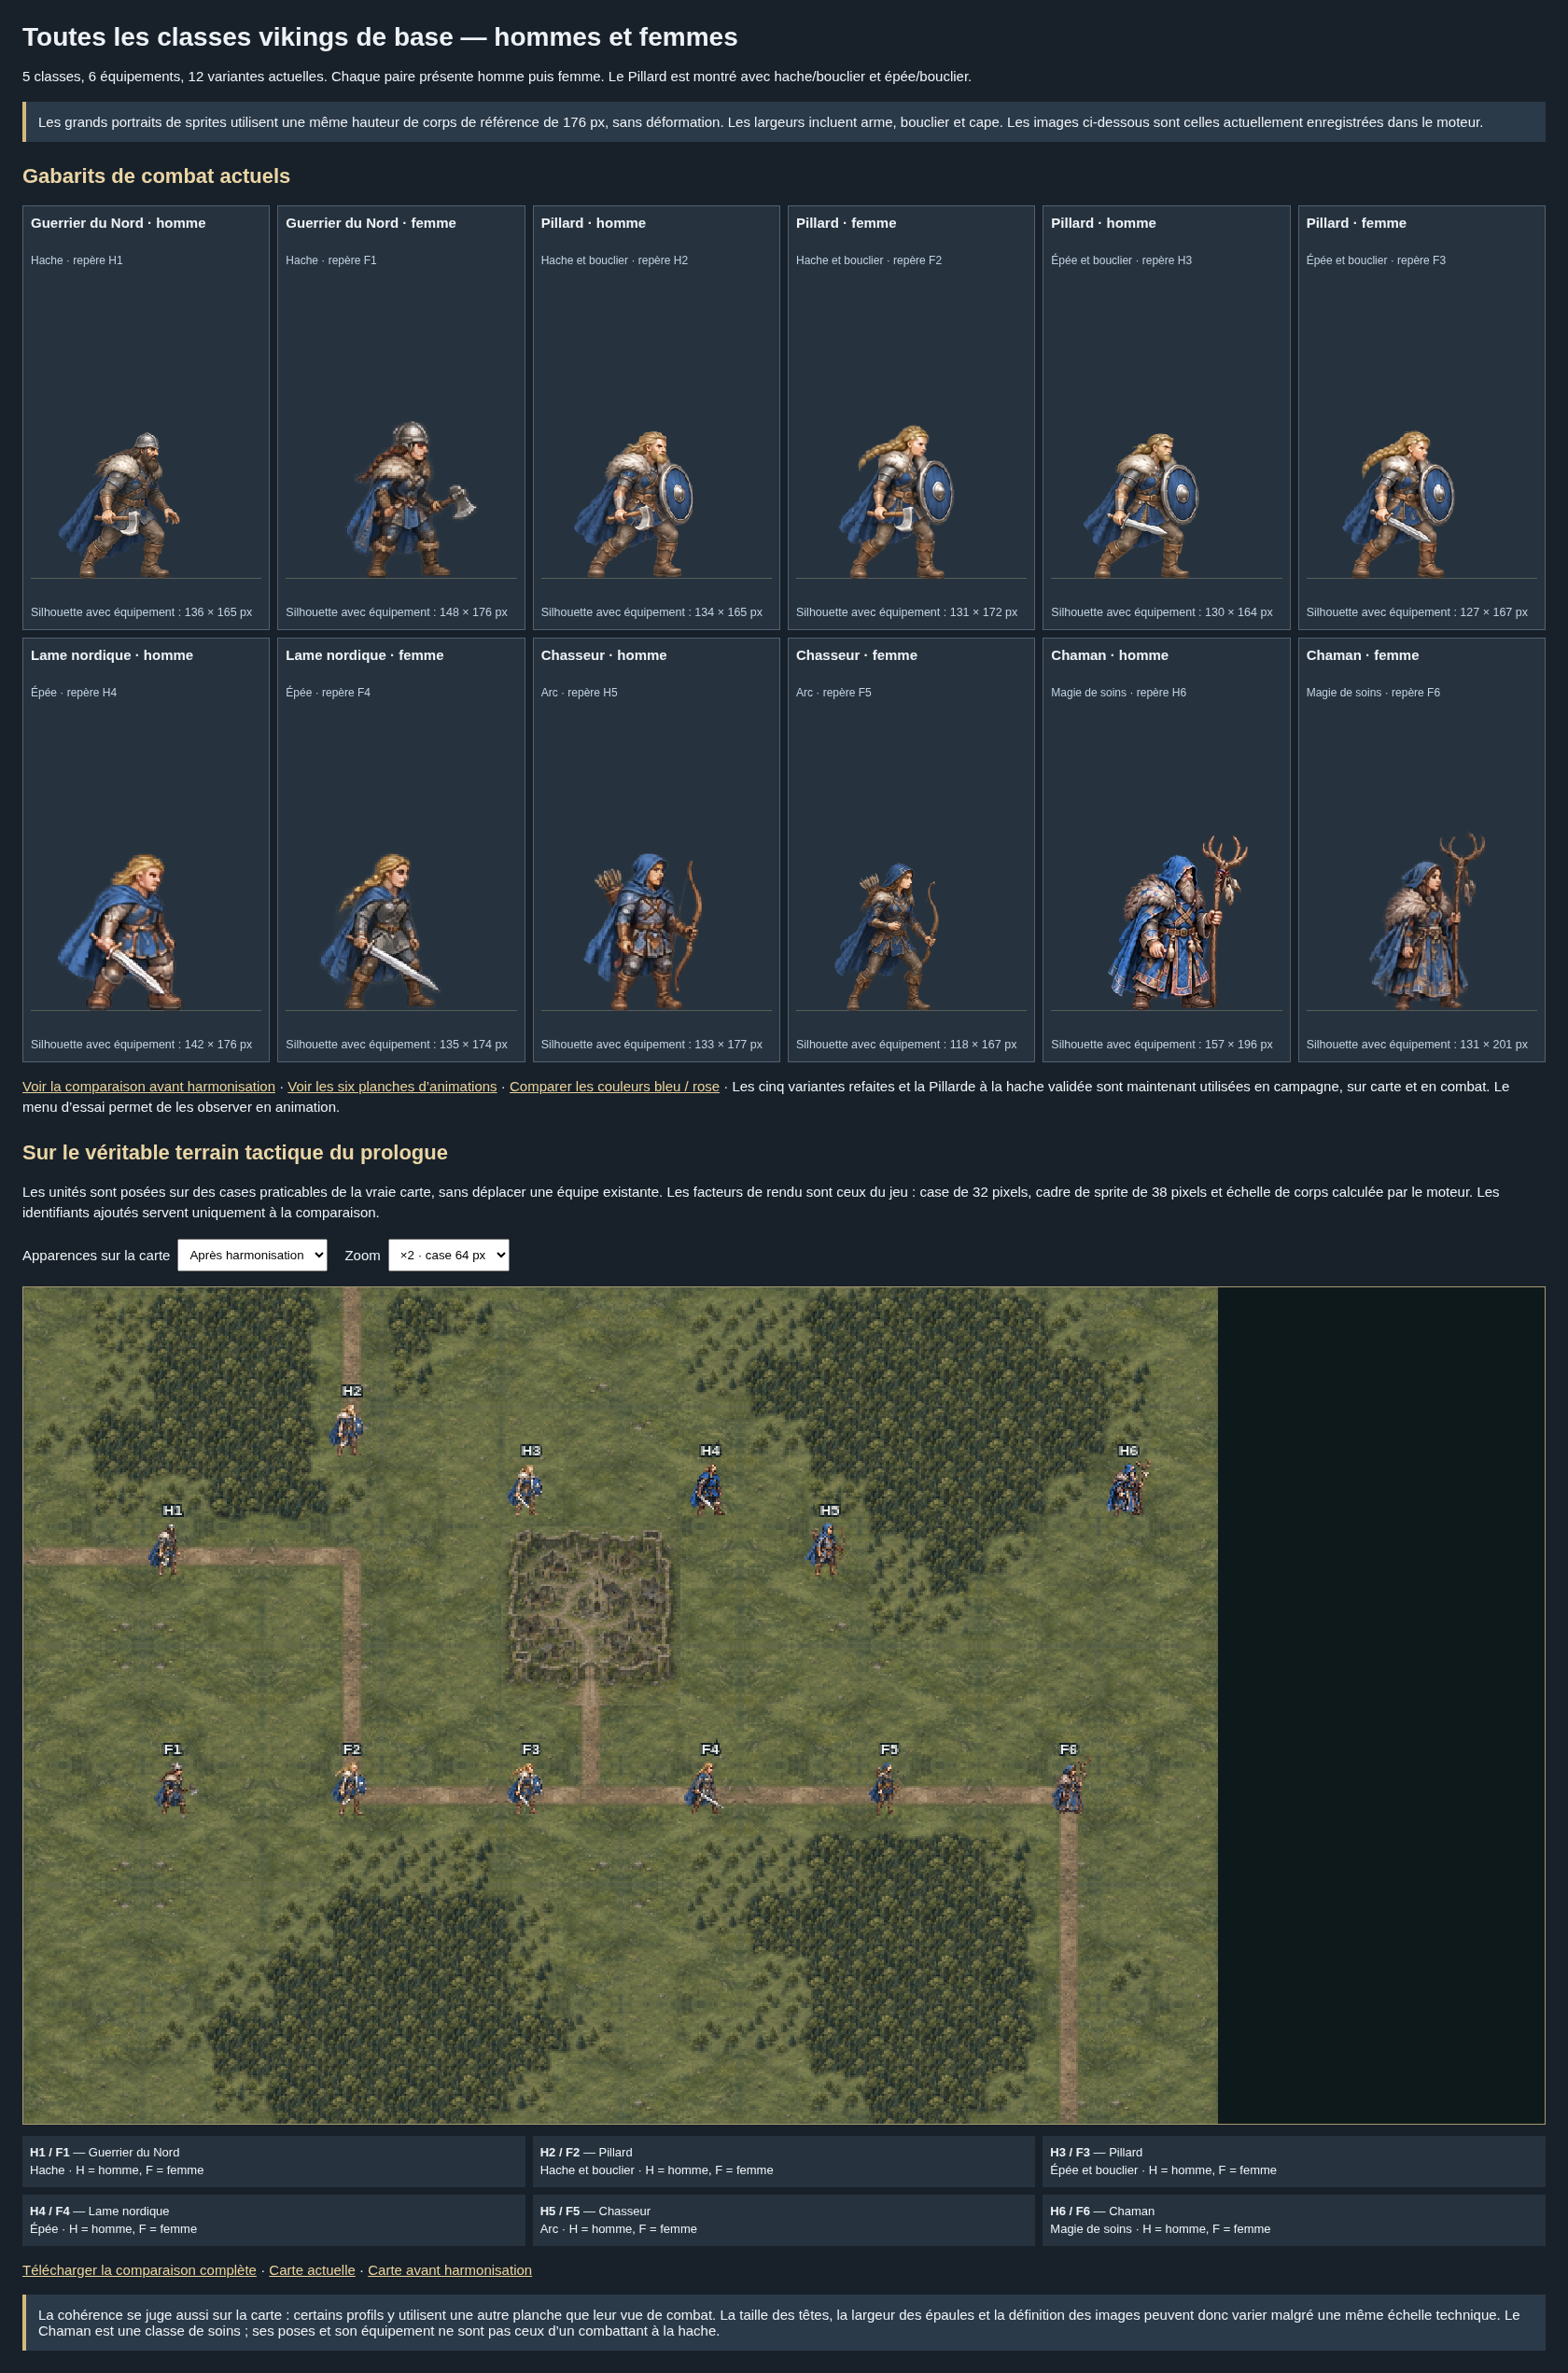 Toutes les classes vikings de base — hommes et femmes
5 classes, 6 équipements, 12 variantes actuelles. Chaque paire présente homme puis femme. Le Pillard est montré avec hache/bouclier et épée/bouclier.
Les grands portraits de sprites utilisent une même hauteur de corps de référence de 176 px, sans déformation. Les largeurs incluent arme, bouclier et cape. Les images ci-dessous sont celles actuellement enregistrées dans le moteur.
Gabarits de combat actuels
Guerrier du Nord · homme
Hache · repère H1
Silhouette avec équipement : 136 × 165 px
Guerrier du Nord · femme
Hache · repère F1
Silhouette avec équipement : 148 × 176 px
Pillard · homme
Hache et bouclier · repère H2
Silhouette avec équipement : 134 × 165 px
Pillard · femme
Hache et bouclier · repère F2
Silhouette avec équipement : 131 × 172 px
Pillard · homme
Épée et bouclier · repère H3
Silhouette avec équipement : 130 × 164 px
Pillard · femme
Épée et bouclier · repère F3
Silhouette avec équipement : 127 × 167 px
Lame nordique · homme
Épée · repère H4
Silhouette avec équipement : 142 × 176 px
Lame nordique · femme
Épée · repère F4
Silhouette avec équipement : 135 × 174 px
Chasseur · homme
Arc · repère H5
Silhouette avec équipement : 133 × 177 px
Chasseur · femme
Arc · repère F5
Silhouette avec équipement : 118 × 167 px
Chaman · homme
Magie de soins · repère H6
Silhouette avec équipement : 157 × 196 px
Chaman · femme
Magie de soins · repère F6
Silhouette avec équipement : 131 × 201 px
Voir la comparaison avant harmonisation · Voir les six planches d'animations · Comparer les couleurs bleu / rose · Les cinq variantes refaites et la Pillarde à la hache validée sont maintenant utilisées en campagne, sur carte et en combat. Le
menu d'essai permet de les observer en animation.
Sur le véritable terrain tactique du prologue
Les unités sont posées sur des cases praticables de la vraie carte, sans déplacer une équipe existante. Les facteurs de rendu sont ceux du jeu : case de 32 pixels, cadre de sprite de 38 pixels et échelle de corps calculée par le moteur. Les
identifiants ajoutés servent uniquement à la comparaison.
Apparences sur la carte Après harmonisation Zoom ×2 · case 64 px
H2
H3 H4 H6
H1 H5
F1 F2 F3 F4 F5 F6
H1 / F1 — Guerrier du Nord
Hache · H = homme, F = femme
H2 / F2 — Pillard
Hache et bouclier · H = homme, F = femme
H3 / F3 — Pillard
Épée et bouclier · H = homme, F = femme
H4 / F4 — Lame nordique
Épée · H = homme, F = femme
H5 / F5 — Chasseur
Arc · H = homme, F = femme
H6 / F6 — Chaman
Magie de soins · H = homme, F = femme
Télécharger la comparaison complète · Carte actuelle · Carte avant harmonisation
La cohérence se juge aussi sur la carte : certains profils y utilisent une autre planche que leur vue de combat. La taille des têtes, la largeur des épaules et la définition des images peuvent donc varier malgré une même échelle technique. Le
Chaman est une classe de soins ; ses poses et son équipement ne sont pas ceux d'un combattant à la hache.